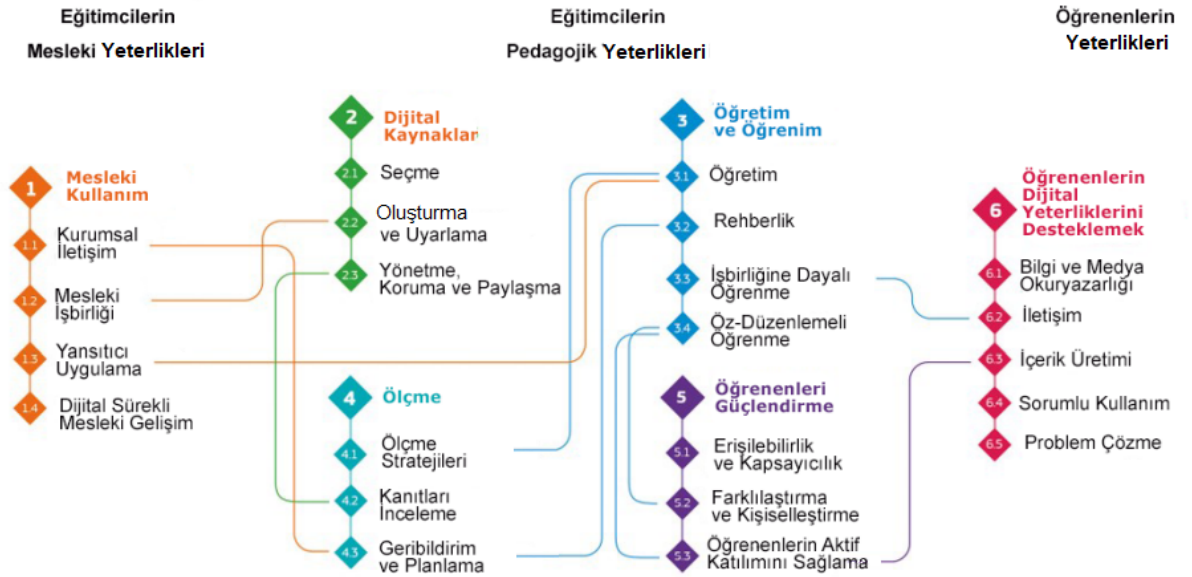 Eğitimcilerin
Mesleki Yeterlikleri
Eğitimcilerin
Pedagojik Yeterlikleri
Öğrenenlerin
Yeterlikleri
1
Mesleki
Kullanım
1.1
Kurumsal
İletişim
1.2
Mesleki
İşbirliği
1.3
Yansıtıcı
Uygulama
1.4
Dijital Sürekli
Mesleki Gelişim
2
Dijital
Kaynaklar
2.1
Seçme
2.2
Oluşturma
ve Uyarlama
2.3
Yönetme,
Koruma ve Paylaşma
3
Öğretim
ve Öğrenim
3.1
Öğretim
3.2
Rehberlik
3.3
İşbirliğine Dayalı
Öğrenme
3.4
Öz-Düzenlemeli
Öğrenme
4
Ölçme
4.1
Ölçme
Stratejileri
4.2
Kanıtları
İnceleme
4.3
Geribildirim
ve Planlama
5
Öğrenenleri
Güçlendirme
5.1
Erişilebilirlik
ve Kapsayıcılık
5.2
Farklılaştırma
ve Kişiselleştirme
5.3
Öğrenenlerin Aktif
Katılımını Sağlama
6
Öğrenenlerin
Dijital
Yeterliklerini
Desteklemek
6.1
Bilgi ve Medya
Okuryazarlığı
6.2
İletişim
6.3
İçerik Üretimi
6.4
Sorumlu Kullanım
6.5
Problem Çözme